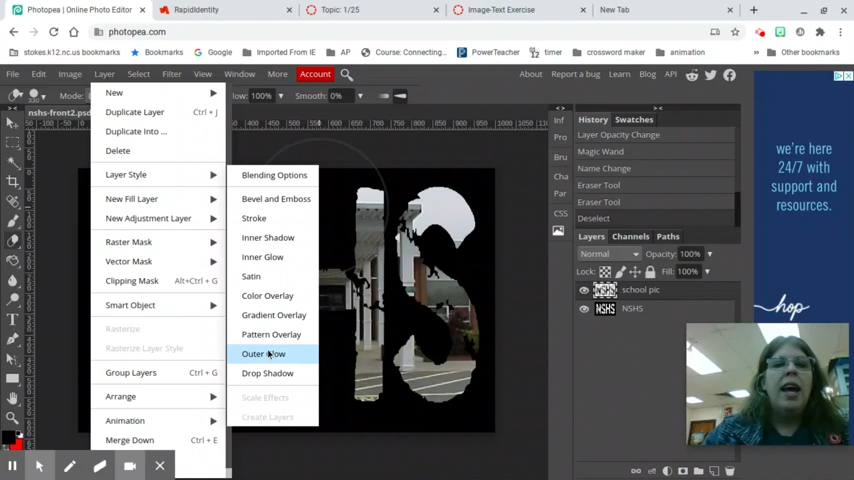 Photopea | Online Photo Editor
RapidIdentity
Topic: 1/25
Image-Text Exercise
New Tab
photopea.com
stokes.k12.nc.us bookmarks
Bookmarks
Google
Imported From IE
AP
Course: Connecting...
PowerTeacher
timer
crossword maker
animation
Other bookmarks
File Edit Image Layer Select Filter View Window More Account
About Report a bug Learn Blog API
Mode:
low: 100% Smooth: 0%
nshs-front2.psd
New
Duplicate Layer Ctrl + J
Duplicate Into ...
Delete
Layer Style
New Fill Layer
New Adjustment Layer
Raster Mask
Vector Mask
Clipping Mask Alt+Ctrl + G
Smart Object
Rasterize
Rasterize Layer Style
Group Layers Ctrl + G
Arrange
Animation
Merge Down Ctrl + E
Blending Options
Bevel and Emboss
Stroke
Inner Shadow
Inner Glow
Satin
Color Overlay
Gradient Overlay
Pattern Overlay
Outer Glow
Drop Shadow
Scale Effects
Create Layers
HS
Inf
Pro
Bru
Cha
Par
CSS
History Swatches
Layer Opacity Change
Magic Wand
Name Change
Eraser Tool
Eraser Tool
Deselect
Layers Channels Paths
Normal Opacity: 100%
Fill: 100%
NSHS school pic
NSHS NSHS
we're here
24/7 with
support and
resources.
hop